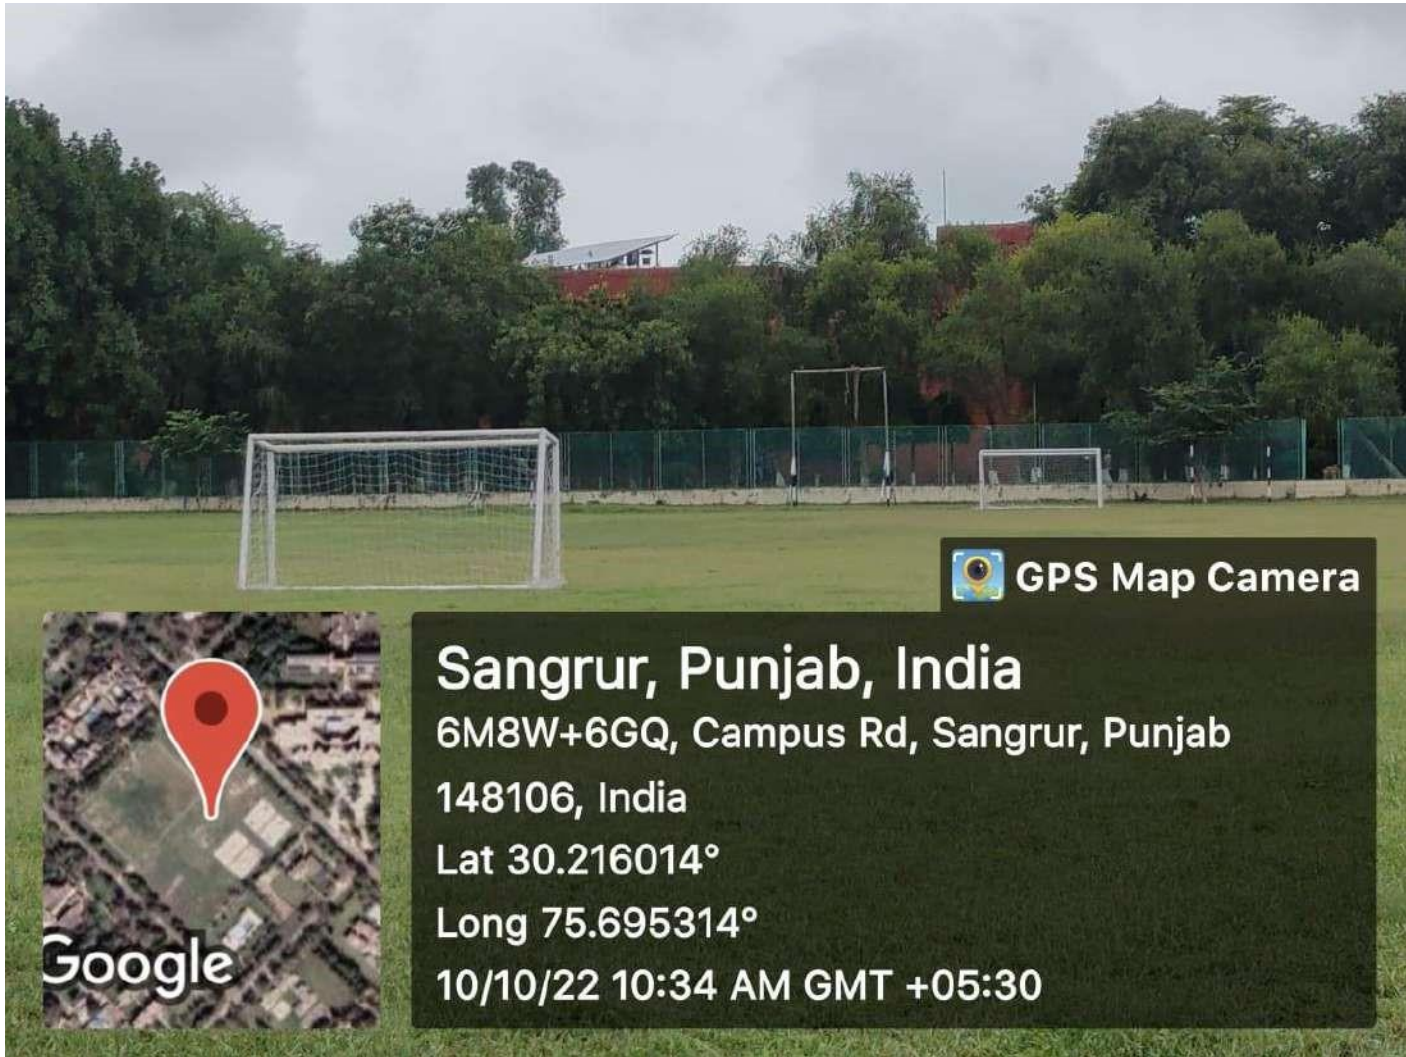 GPS Map Camera
Sangrur, Punjab, India
6M8W+6GQ, Campus Rd, Sangrur, Punjab
148106, India
Lat 30.216014°
Long 75.695314°
10/10/22 10:34 AM GMT +05:30
Google